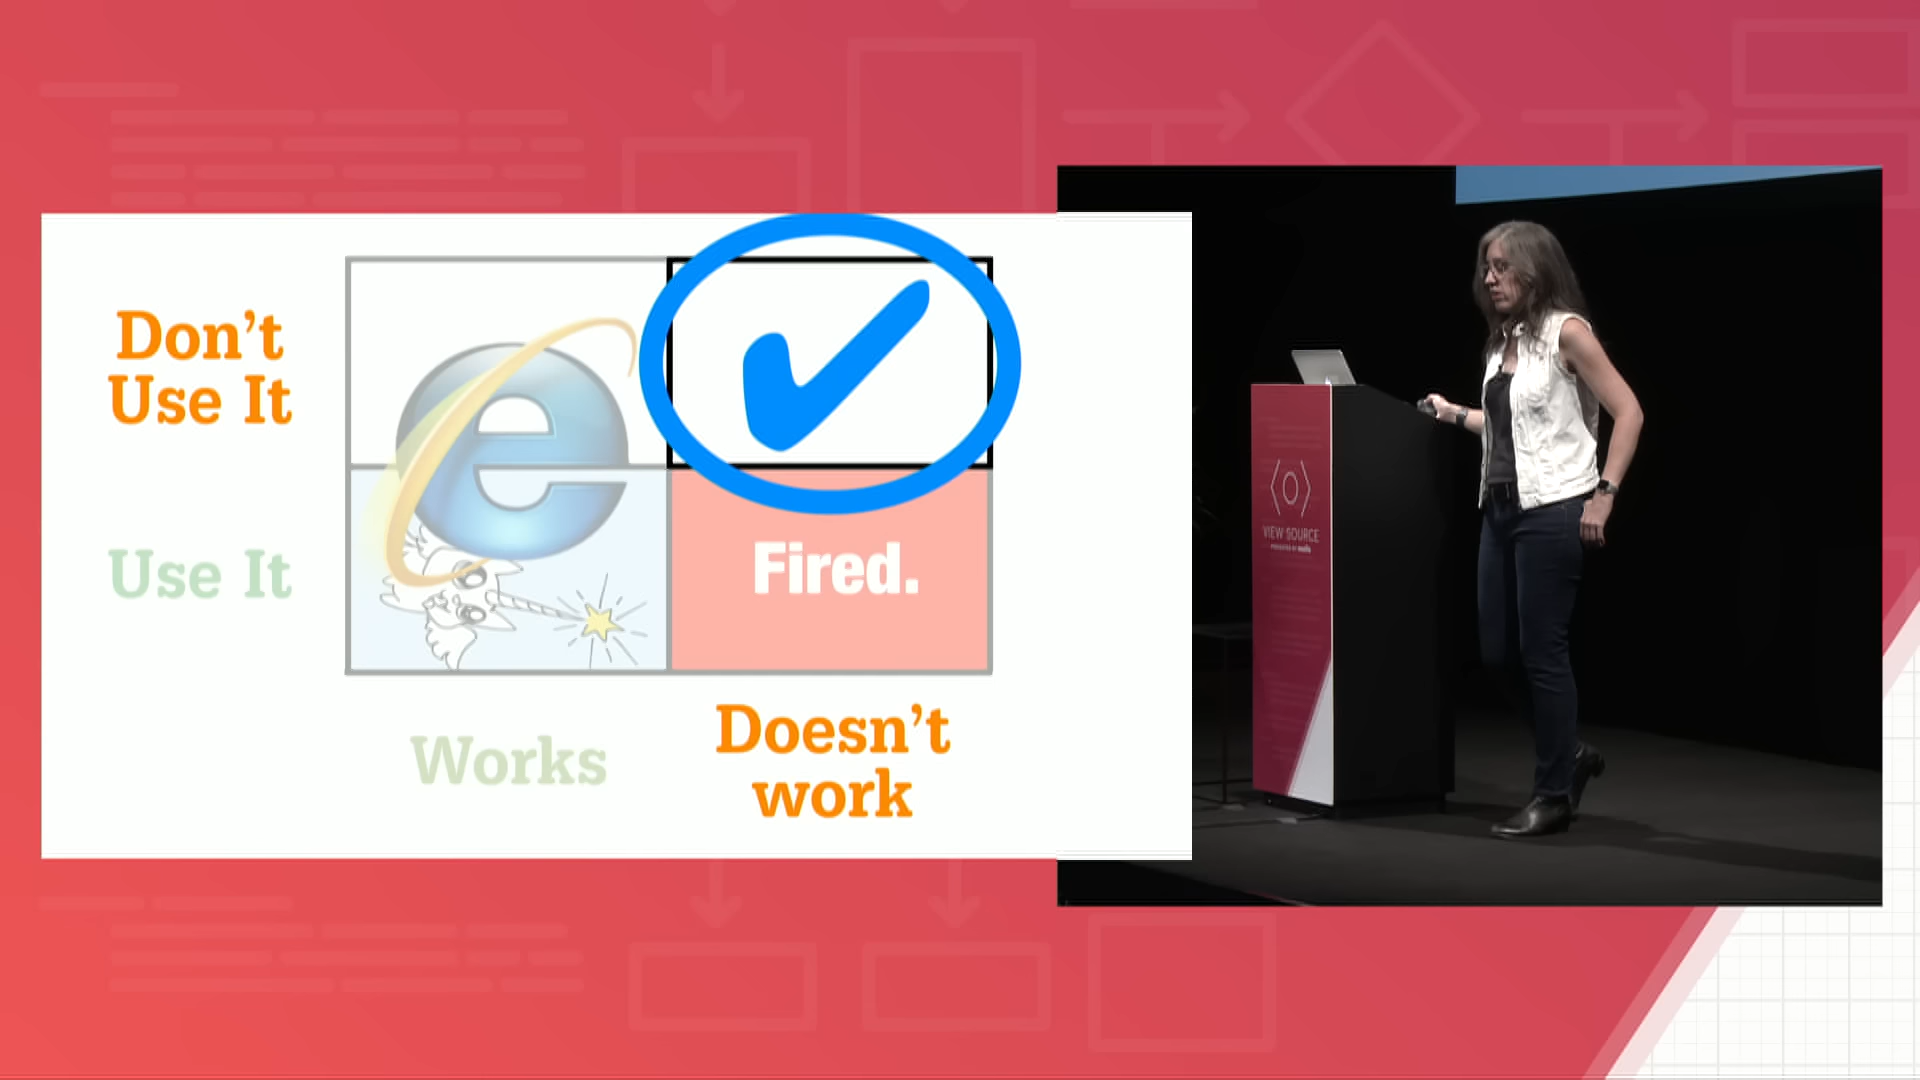 Don't
Use It
Use It
Fired.
Works
Doesn't
work
VIEW SOURCE